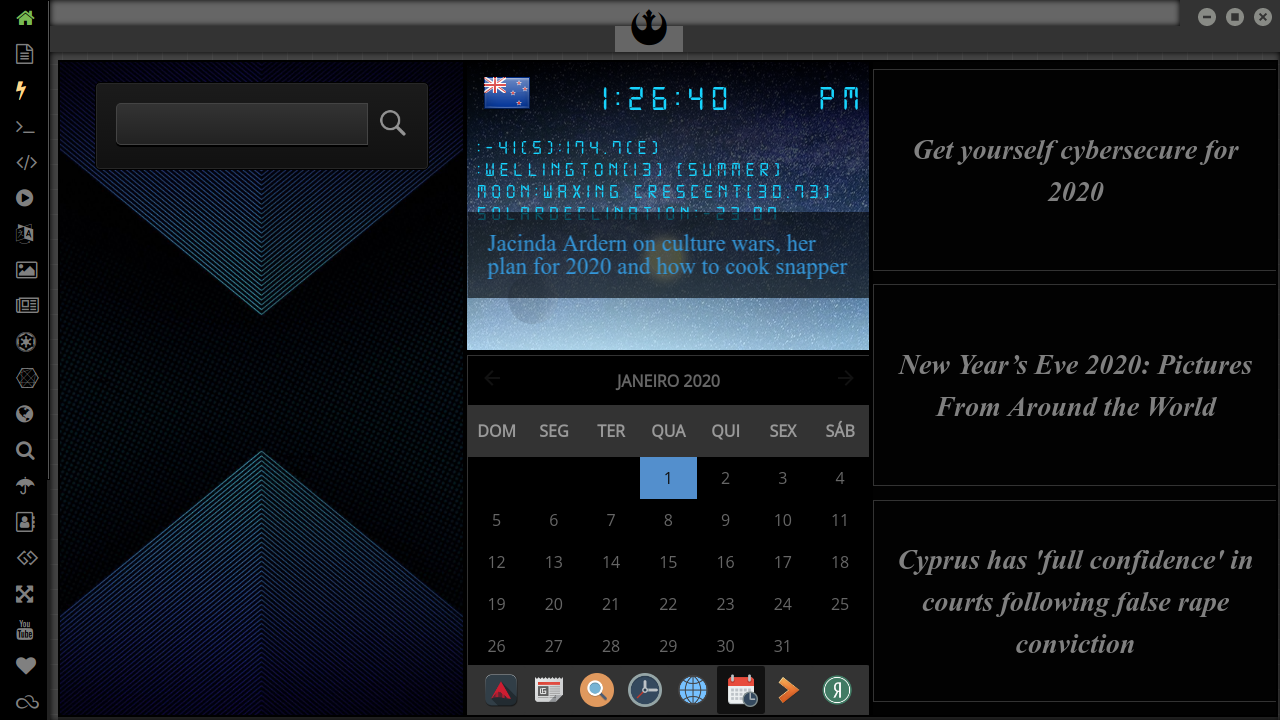 1:26:40 PM
:-41(S):174.7(E)
:WELLINGTON(13) (SUMMER)
MOON:WAXING CRESCENT(30.73)
Jacinda Ardern on culture wars, her
plan for 2020 and how to cook snapper
JANEIRO 2020
DOM SEG TER QUA QUI SEX SÁB
1 2 3 4
5 6 7 8 9 10 11
12 13 14 15 16 17 18
19 20 21 22 23 24 25
26 27 28 29 30 31
Get yourself cybersecure for
2020
New Year’s Eve 2020: Pictures
From Around the World
Cyprus has 'full confidence' in
courts following false rape
conviction
You
Tube
Я